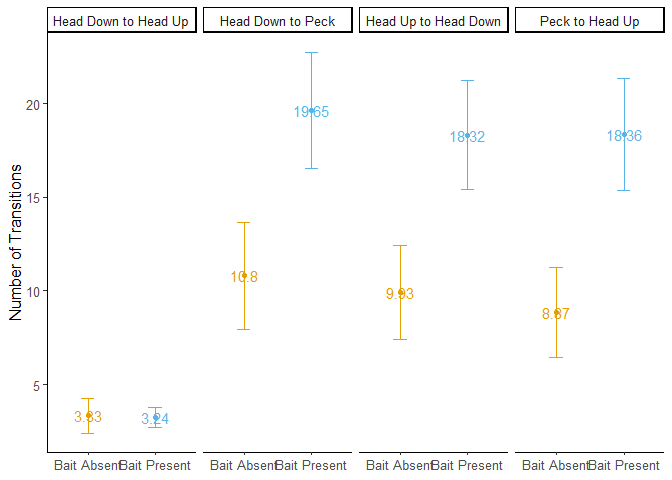 Head Down to Head Up
Head Down to Peck
Head Up to Head Down
Peck to Head Up
Number of Transitions
20
15
10
5
3.33
3.24
10.8
19.65
9.93
18.32
8.87
18.36
Bait Absent
Bait Present
Bait Absent
Bait Present
Bait Absent
Bait Present
Bait Absent
Bait Present